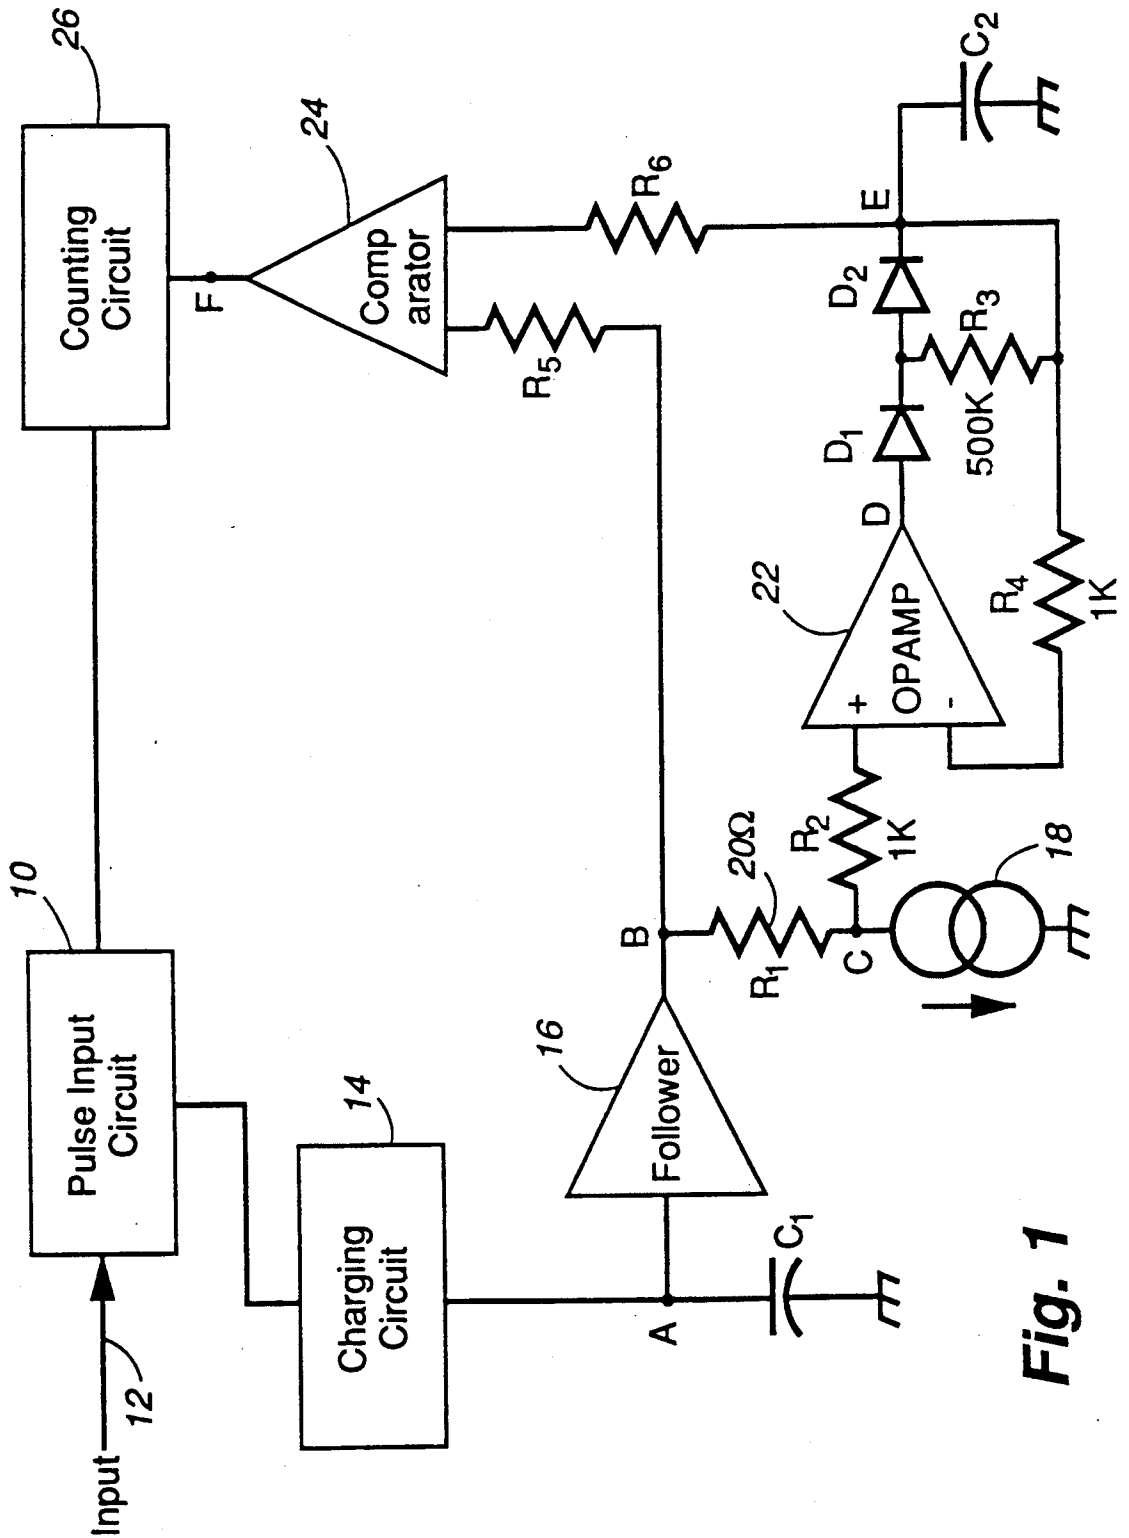 Input
12
Pulse Input
Circuit
10
Counting
Circuit
26
Charging
Circuit
14
A
C1
Follower
16
B
R1
20Ω
C
18
R2
1K
OPAMP
+
-
22
D
D1
D2
R3
500K
R4
1K
E
C2
R5
R6
Comp
arator
24
F
Fig. 1